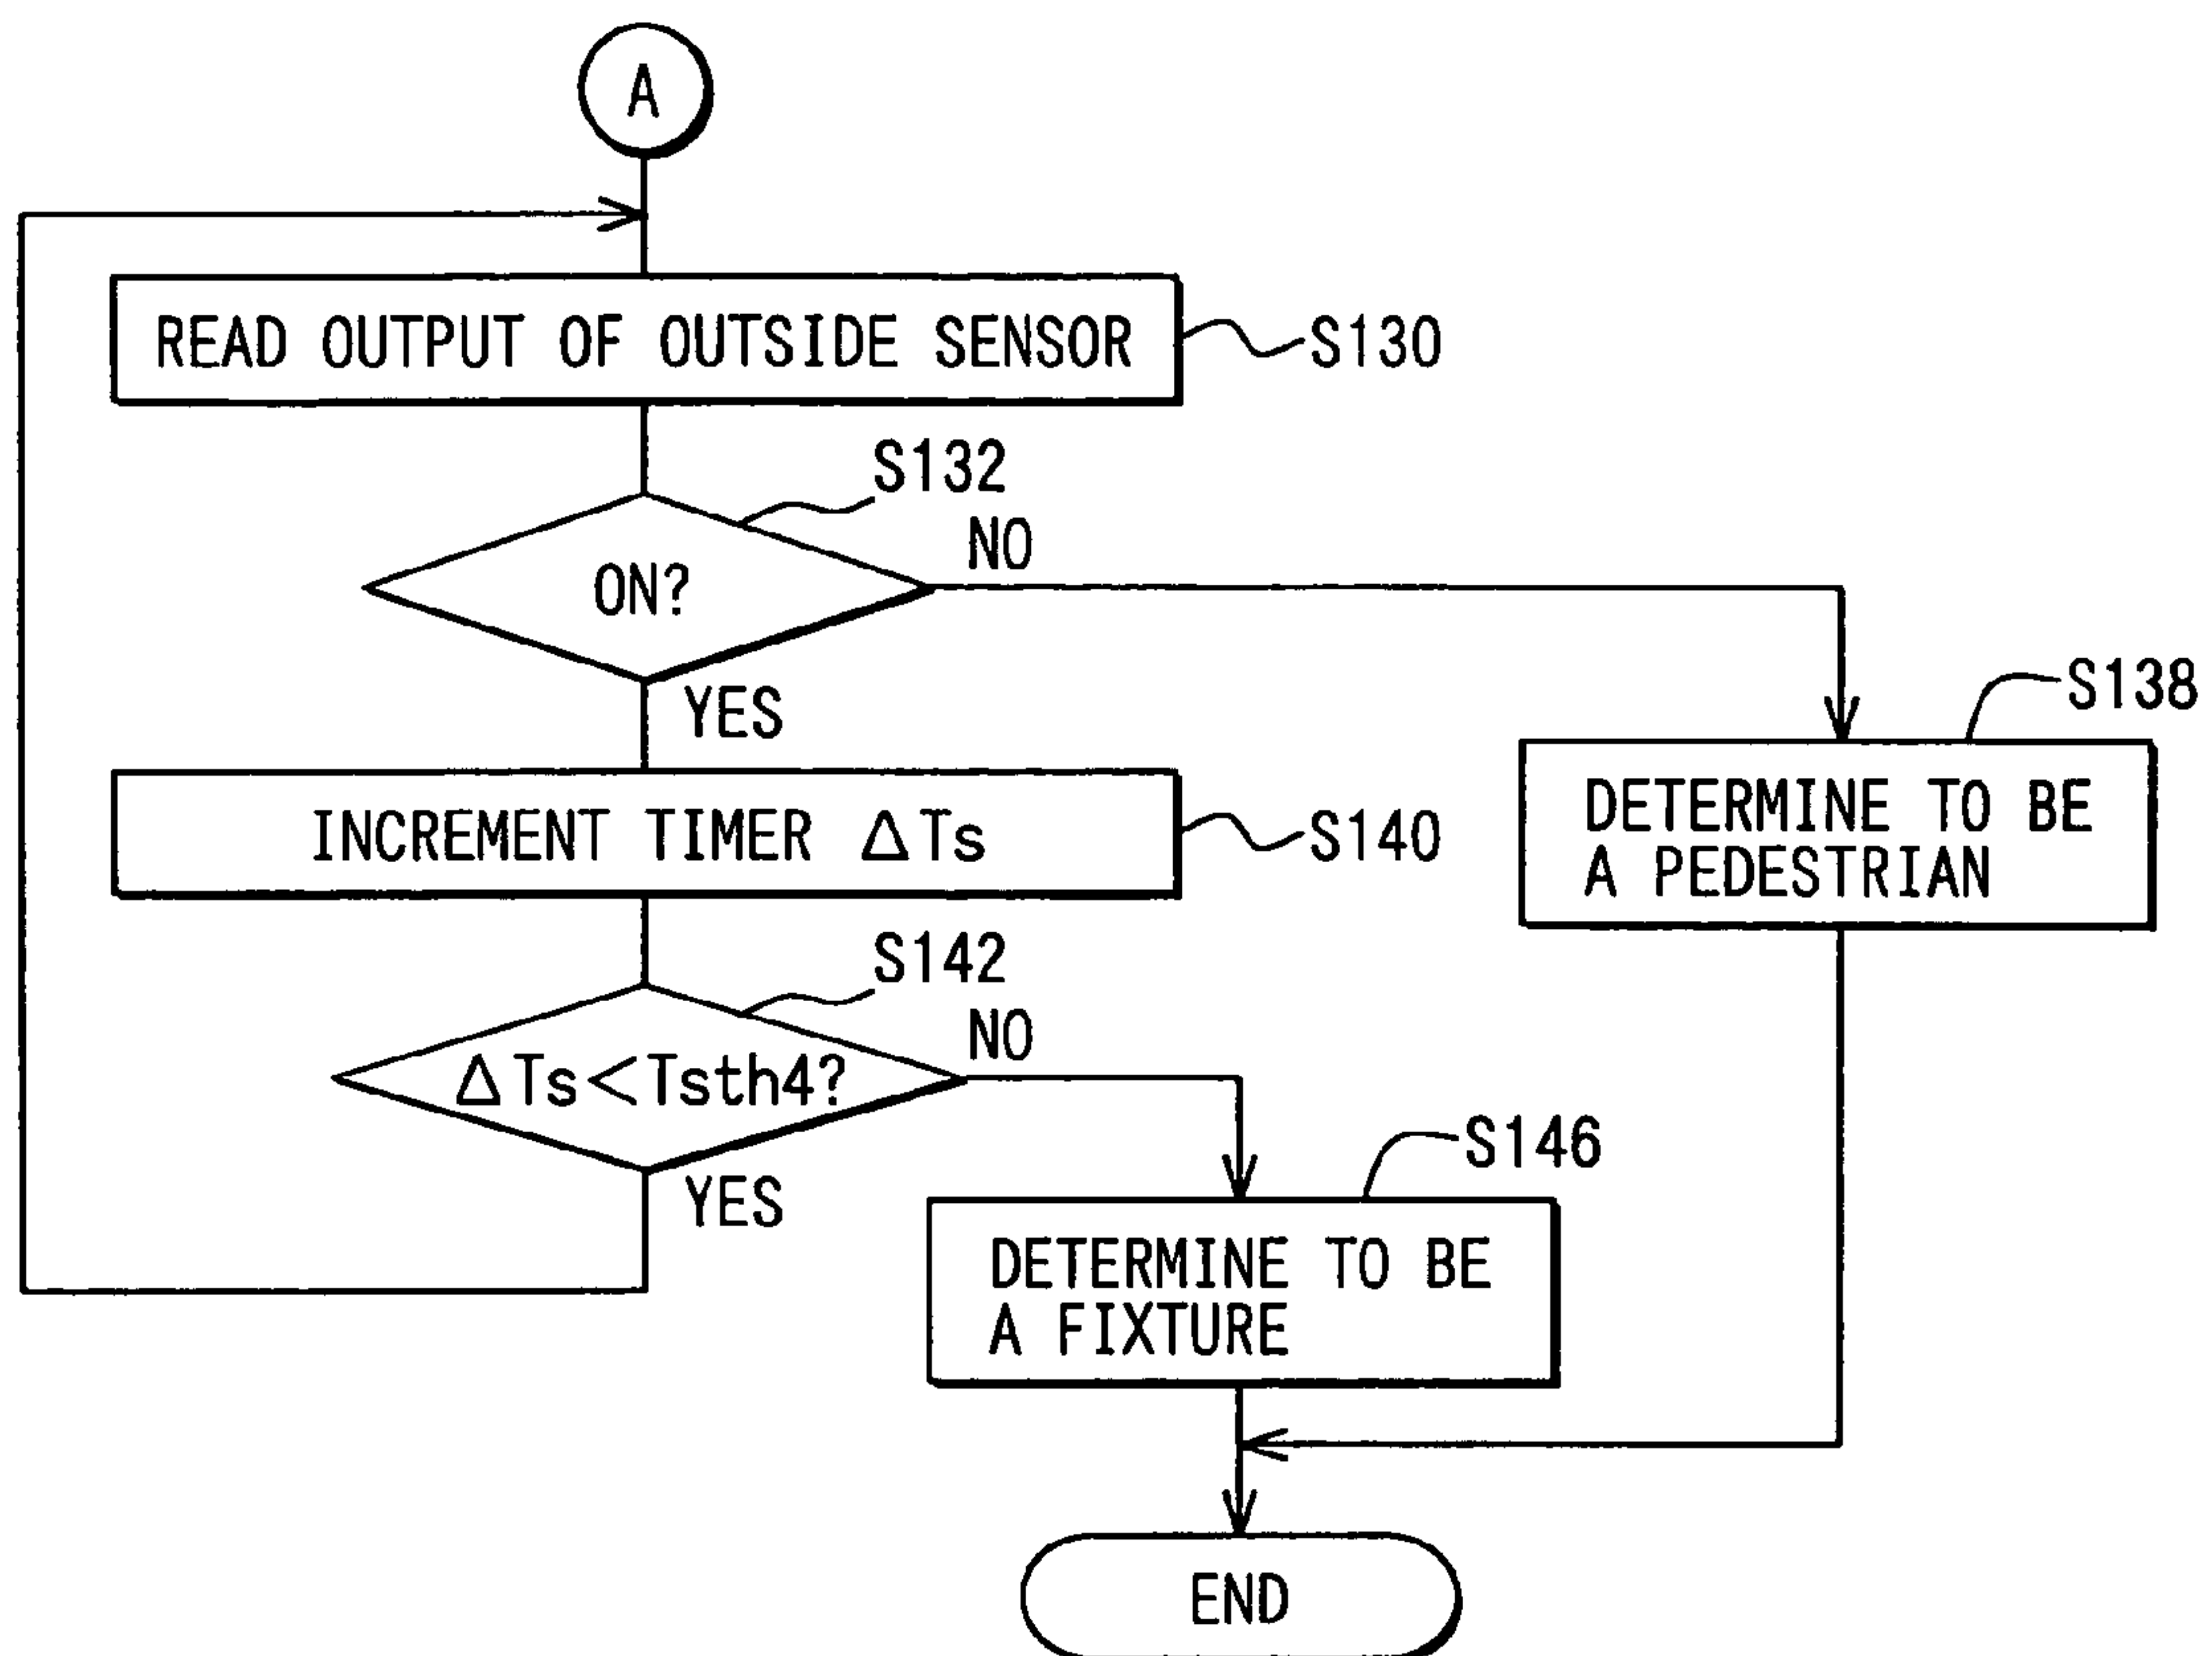 A
READ OUTPUT OF OUTSIDE SENSOR
S130
S132
ON?
NO
YES
S138
DETERMINE TO BE
A PEDESTRIAN
INCREMENT TIMER ΔTs
S140
S142
ΔTs<Tsth4?
NO
YES
S146
DETERMINE TO BE
A FIXTURE
END